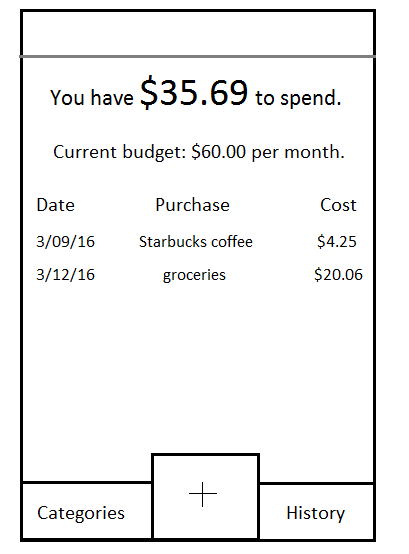 You have $35.69 to spend.
Current budget: $60.00 per month.
Date Purchase Cost
3/09/16 Starbucks coffee $4.25
3/12/16 groceries $20.06
+
Categories History